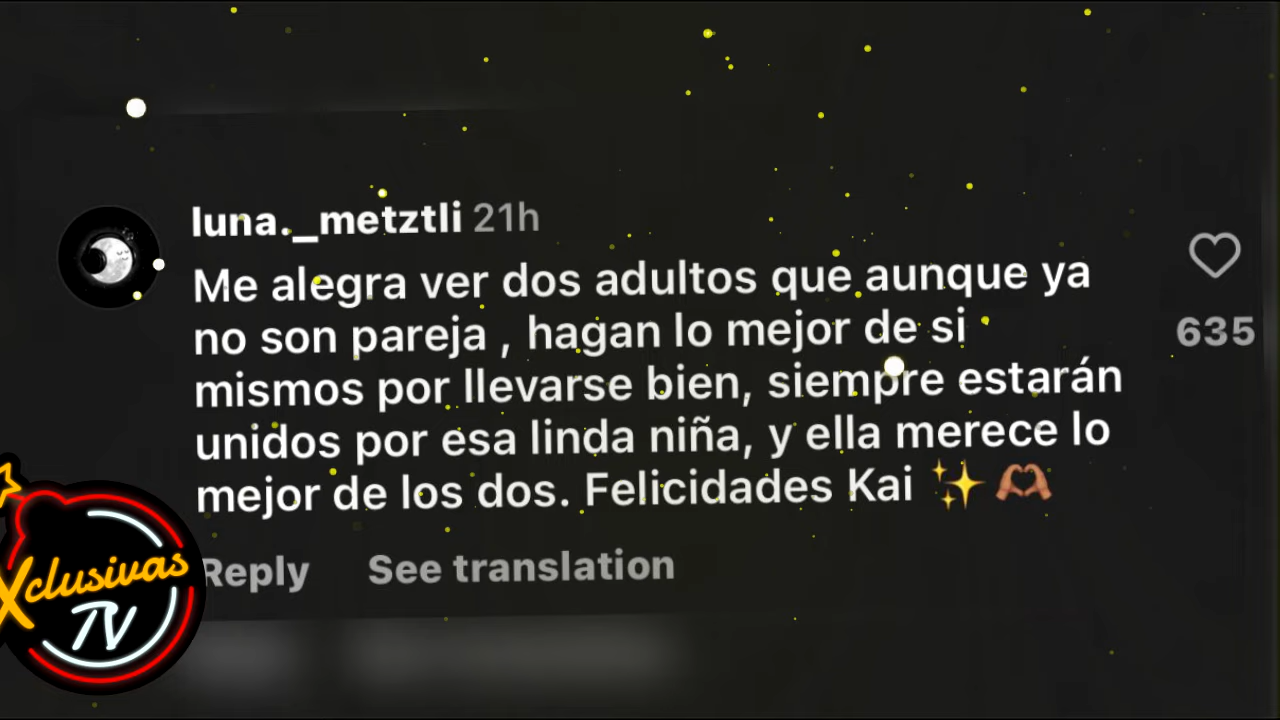 luna._metztli 21h
Me alegra ver dos adultos que aunque ya
no son pareja , hagan lo mejor de si
mismos por llevarse bien, siempre estarán
unidos por esa linda niña, y ella merece lo
mejor de los dos. Felicidades Kai ✨ 🫶🏽
635
Reply See translation
Xclusivas
TV